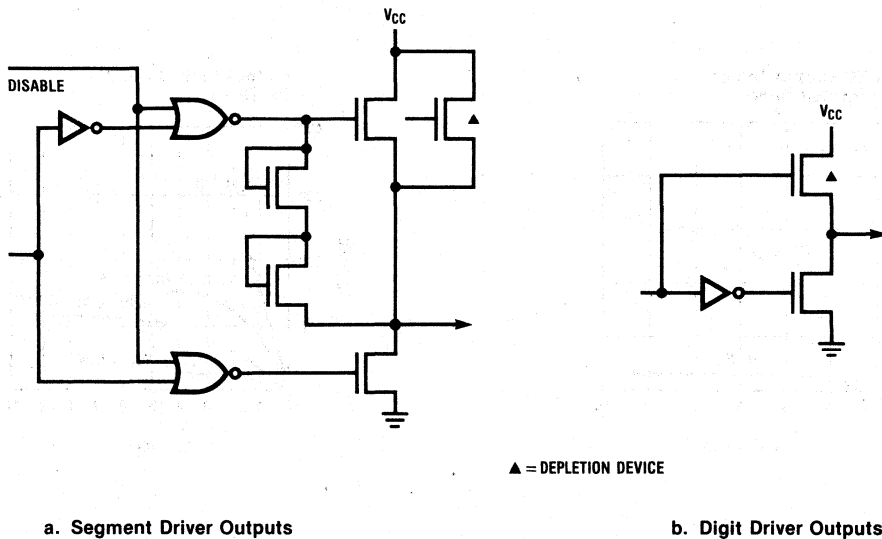 VCC
DISABLE
VCC
▲ = DEPLETION DEVICE
a. Segment Driver Outputs
b. Digit Driver Outputs